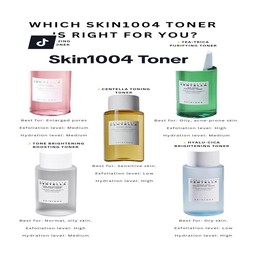 WHICH SKIN1004 TONER
IS RIGHT FOR YOU?
ZING
ONER
TEA-TRICA
PURIFYING TONER
Skin1004 Toner
CENTELLA TONING
TONER
Best for: Enlarged pores
Exfoliation level: Medium
Hydration level: Medium
Best for: Oily, acne prone skin
Exfoliation level: High
Hydration level: High
TONE BRIGHTENING
BOOSTING TONER
HYALU-CICA
BRIGHTENING TONER
Best for: Sensitive skin
Exfoliation level: Low
Hydration level: High
Best for: Normal, oily skin
Exfoliation level: High
Hydration level: Medium
Best for: Dry skin
Exfoliation level: Low
Hydration level: High